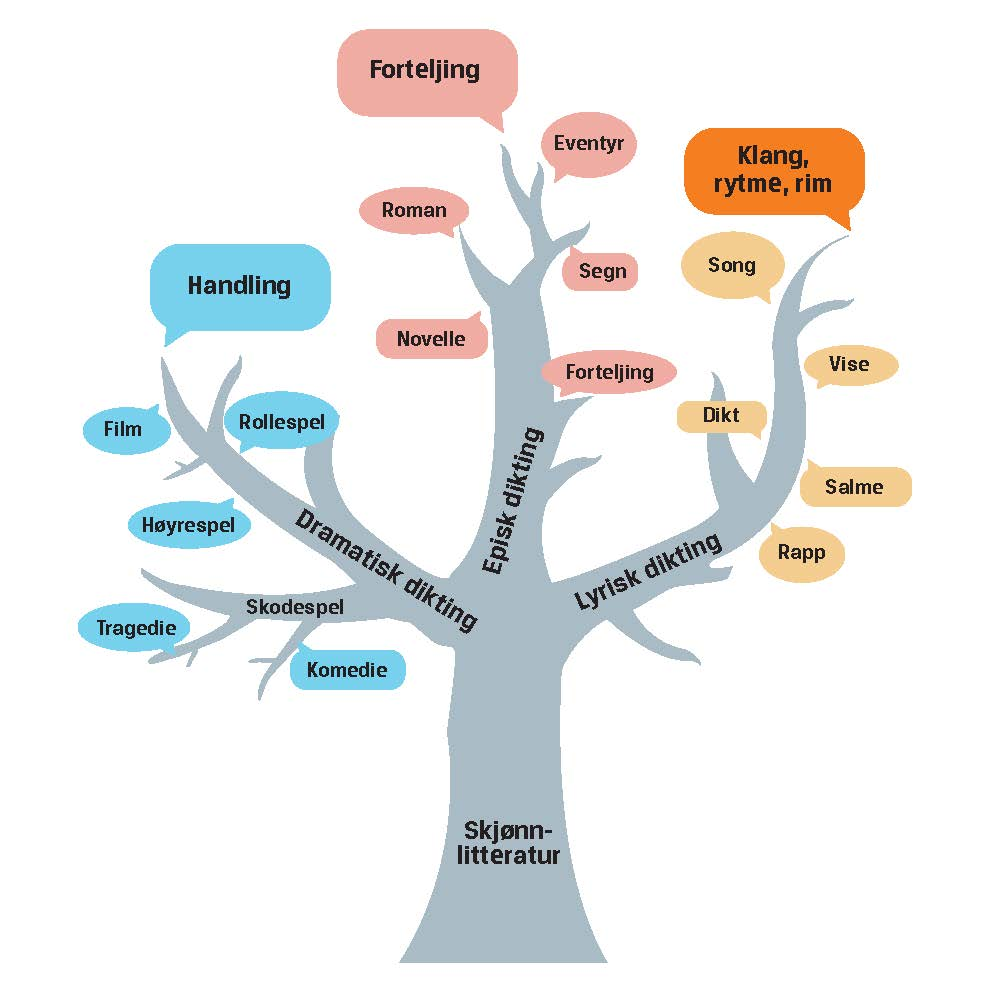 Forteljing
Eventyr
Klang,
rytme, rim
Roman
Song
Segn
Handling
Novelle
Vise
Forteljing
Dikt
Film
Rollespel
Salme
Høyrespel
Rapp
Dramatisk dikting
Episk dikting
Lyrisk dikting
Skodespel
Tragedie
Komedie
Skjønn-
litteratur